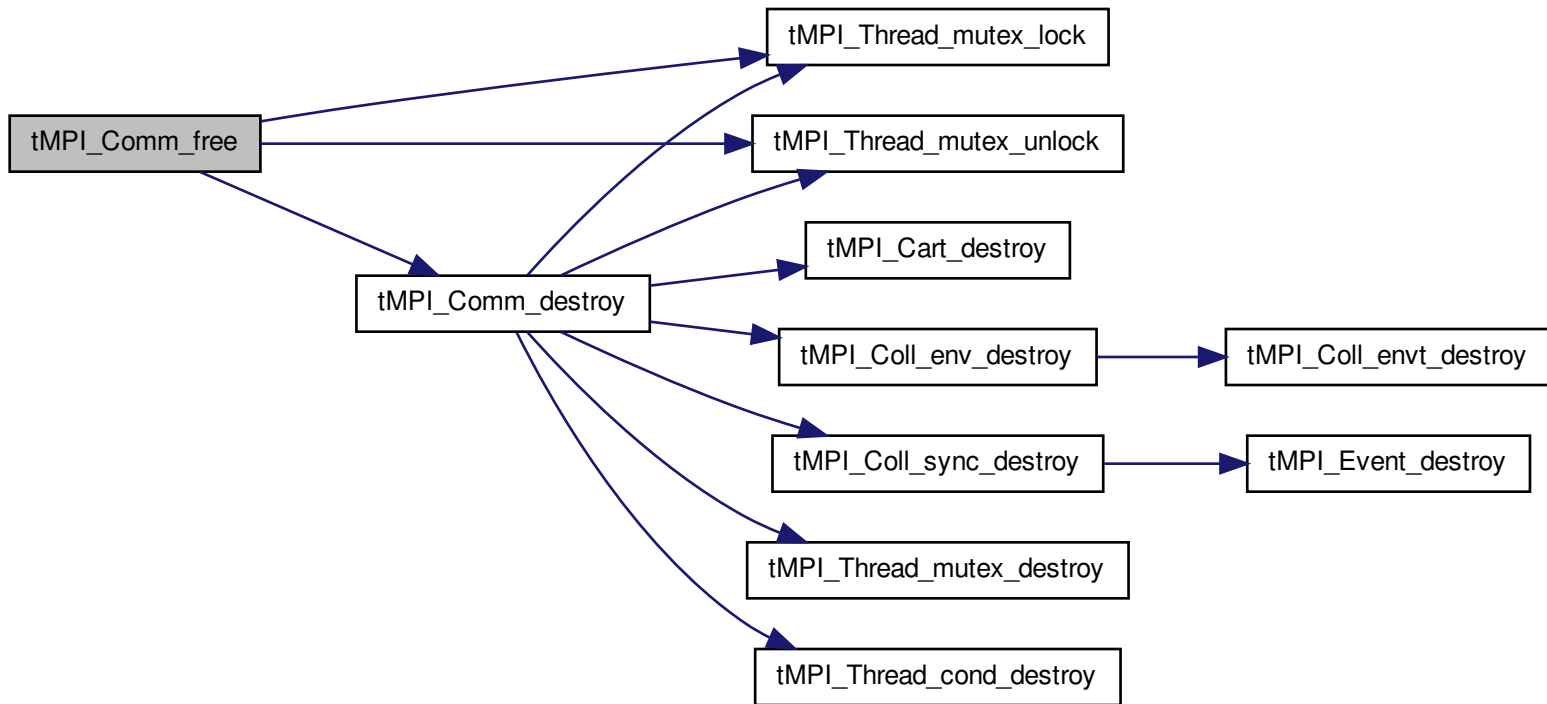 tMPI_Comm_free
tMPI_Thread_mutex_lock
tMPI_Thread_mutex_unlock
tMPI_Comm_destroy
tMPI_Cart_destroy
tMPI_Coll_env_destroy
tMPI_Coll_envt_destroy
tMPI_Coll_sync_destroy
tMPI_Event_destroy
tMPI_Thread_mutex_destroy
tMPI_Thread_cond_destroy